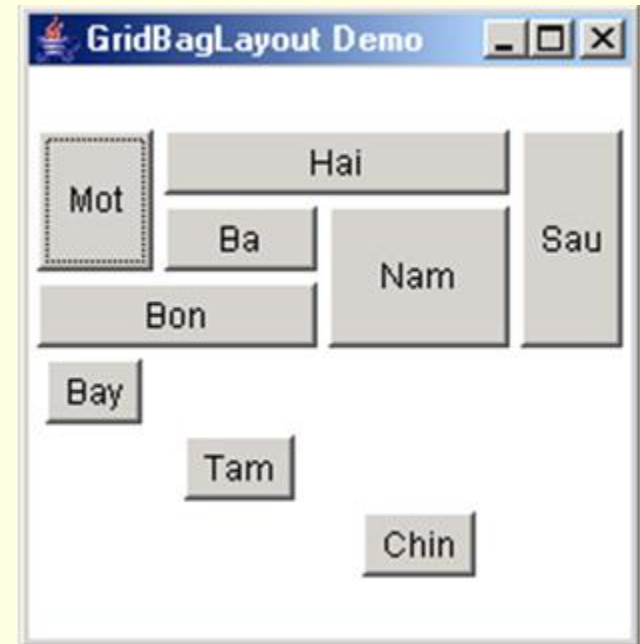 GridBagLayout Demo
Mot
Hai
Sau
Ba
Nam
Bon
Bay
Tam
Chin